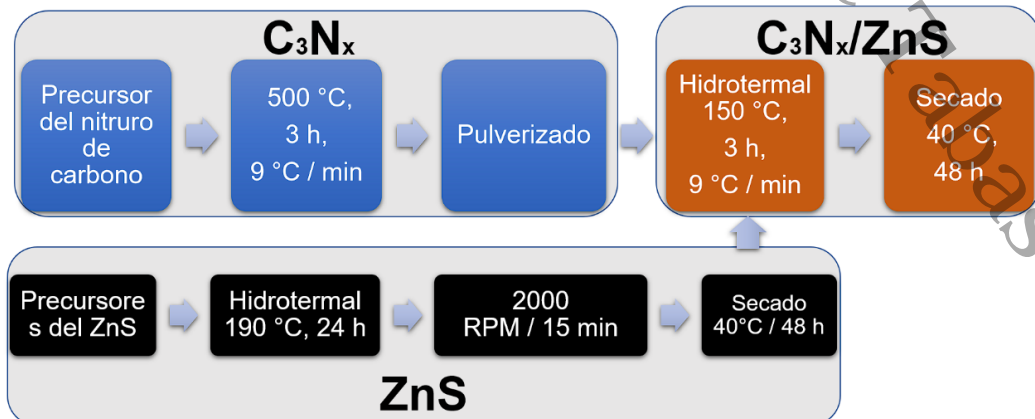 C₃Nₓ
Precursor
del nitruro
de
carbono
500 °C,
3 h,
9 °C / min
Pulverizado
C₃Nₓ/ZnS
Hidrotermal
150 °C,
3 h,
9 °C / min
Secado
40 °C,
48 h
Precursore
s del ZnS
Hidrotermal
190 °C, 24 h
2000
RPM / 15 min
Secado
40°C / 48 h
ZnS
Tabas